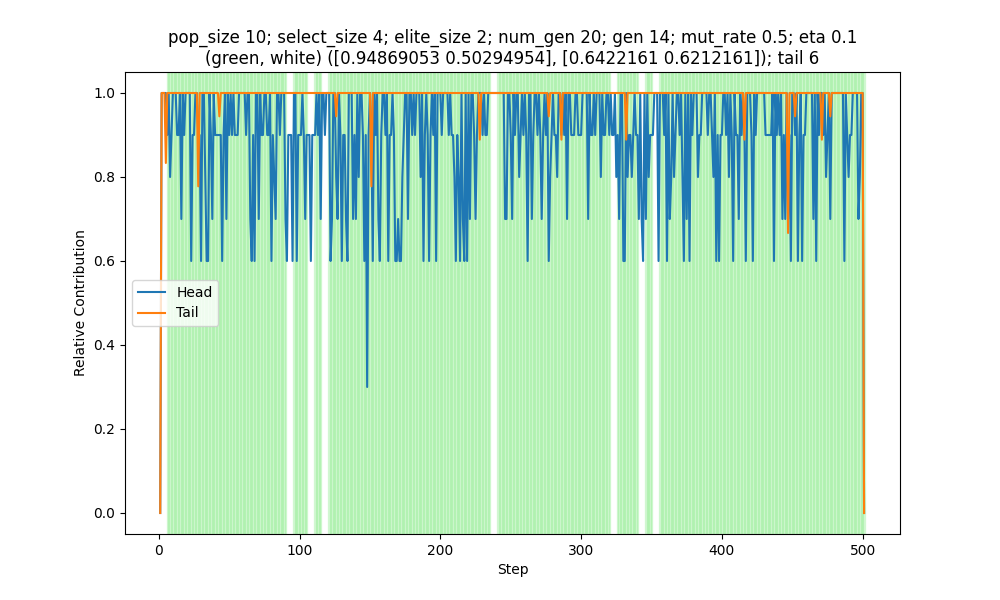 pop_size 10; select_size 4; elite_size 2; num_gen 20; gen 14; mut_rate 0.5; eta 0.1
(green, white) ([0.94869053 0.50294954], [0.6422161 0.6212161]); tail 6
1.0
0.8
0.6
0.4
0.2
0.0
Relative Contribution
Head
Tail
0 100 200 300 400 500
Step